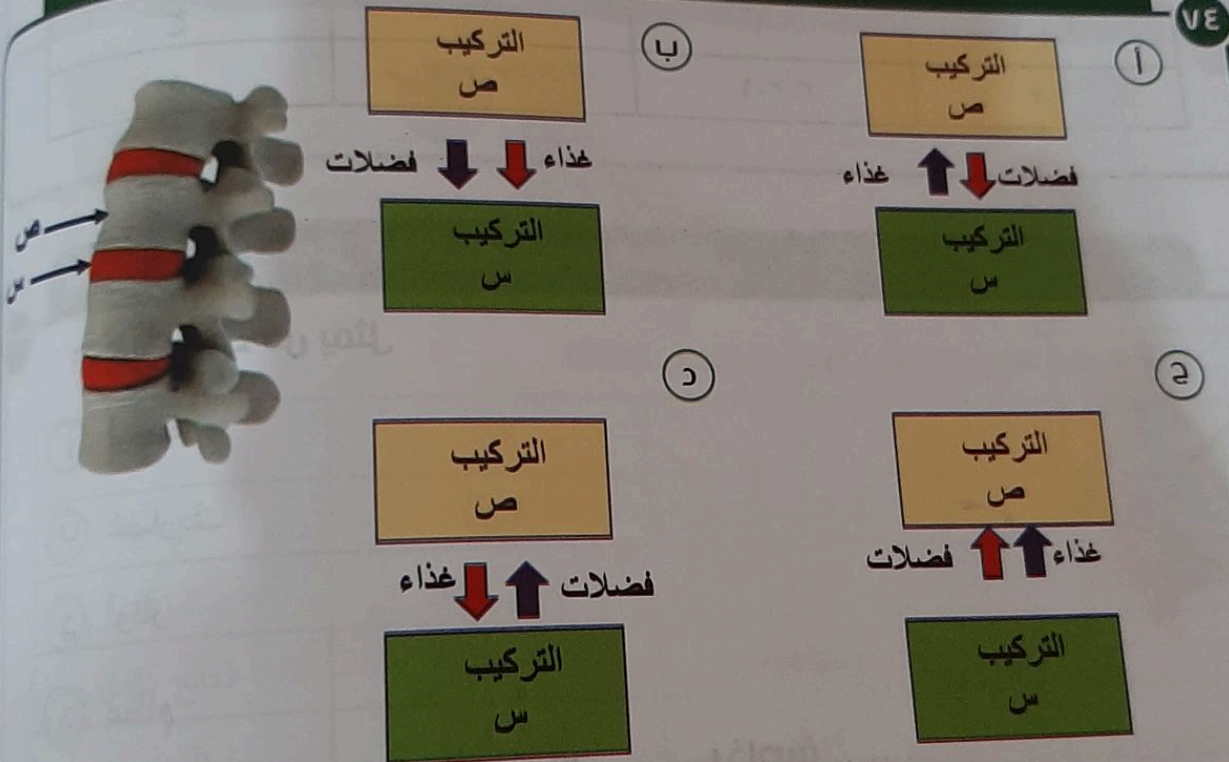 ٧٤
أ
التركيب
ص
فضلات
غذاء
التركيب
س
ب
التركيب
ص
غذاء
فضلات
التركيب
س
ص
س
ج
التركيب
ص
غذاء
فضلات
التركيب
س
د
التركيب
ص
فضلات
غذاء
التركيب
س